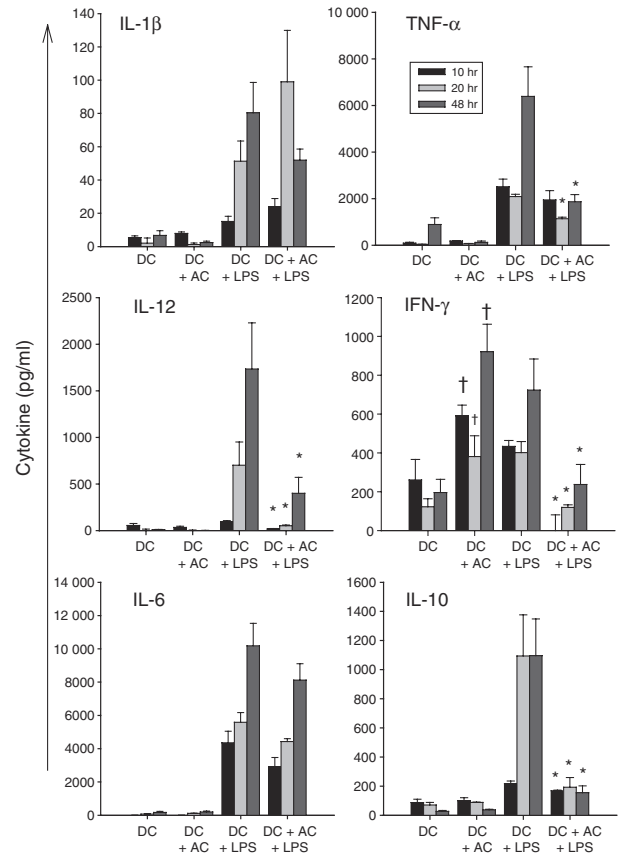 IL-1β
140
120
100
80
60
40
20
0
DC
DC
+ AC
DC
+ LPS
DC + AC
+ LPS
TNF-α
10 000
8000
6000
4000
2000
0
10 hr
20 hr
48 hr
* *
DC
DC
+ AC
DC
+ LPS
DC + AC
+ LPS
Cytokine (pg/ml)
IL-12
2500
2000
1500
1000
500
0
* * *
DC
DC
+ AC
DC
+ LPS
DC + AC
+ LPS
IFN-γ
1200
1000
800
600
400
200
0
† † †
* * *
DC
DC
+ AC
DC
+ LPS
DC + AC
+ LPS
IL-6
14 000
12 000
10 000
8000
6000
4000
2000
0
DC
DC
+ AC
DC
+ LPS
DC + AC
+ LPS
IL-10
1600
1400
1200
1000
800
600
400
200
0
* * *
DC
DC
+ AC
DC
+ LPS
DC + AC
+ LPS